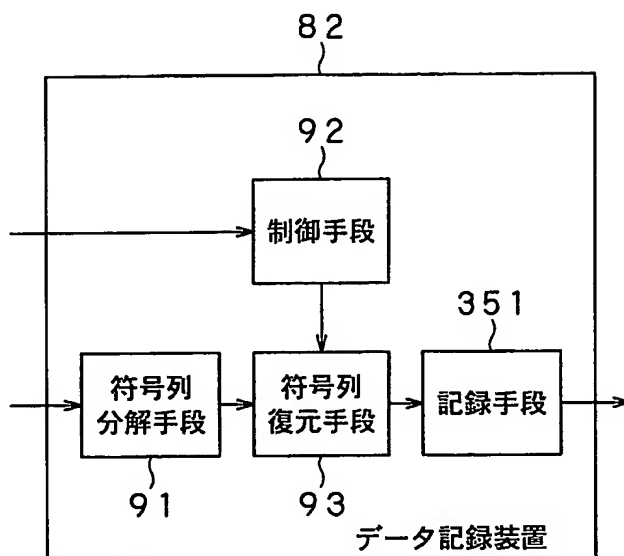 82
92
制御手段
351
符号列
分解手段
符号列
復元手段
記録手段
91
93
データ記録装置